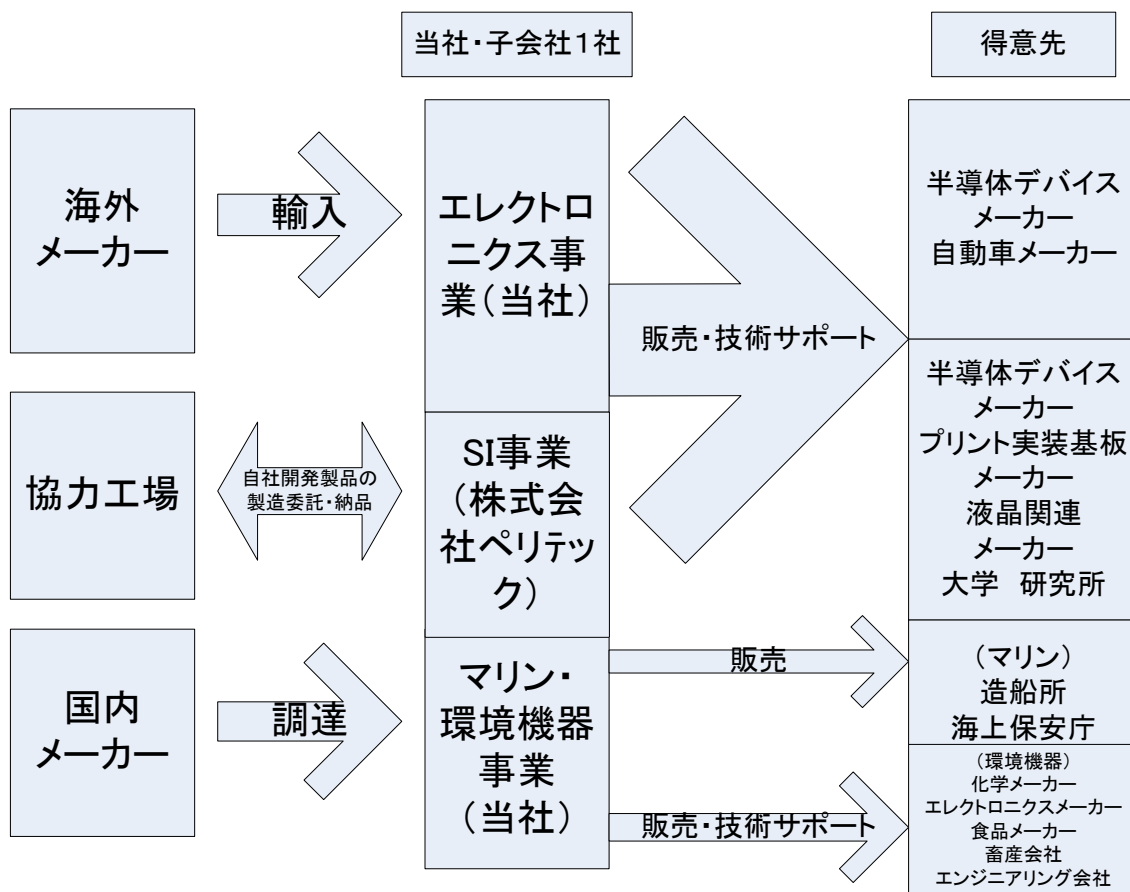 当社・子会社１社
得意先
海外
メーカー
輸入
エレクトロ
ニクス事
業（当社）
販売・技術サポート
半導体デバイス
メーカー
自動車メーカー
協力工場
自社開発製品の
製造委託・納品
SI事業
（株式会
社ペリテッ
ク）
半導体デバイス
メーカー
プリント実装基板
メーカー
液晶関連
メーカー
大学　研究所
国内
メーカー
調達
マリン・
環境機器
事業
（当社）
販売
（マリン）
造船所
海上保安庁
販売・技術サポート
（環境機器）
化学メーカー
エレクトロニクスメーカー
食品メーカー
畜産会社
エンジニアリング会社